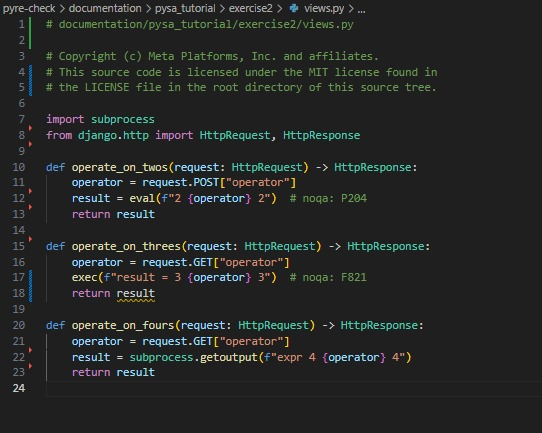 pyre-check > documentation > pysa_tutorial > exercise2 > views.py > ...
1 # documentation/pysa_tutorial/exercise2/views.py
2
3 # Copyright (c) Meta Platforms, Inc. and affiliates.
4 # This source code is licensed under the MIT license found in
5 # the LICENSE file in the root directory of this source tree.
6
7 import subprocess
8 from django.http import HttpRequest, HttpResponse
9
10 def operate_on_twos(request: HttpRequest) -> HttpResponse:
11     operator = request.POST["operator"]
12     result = eval(f"2 {operator} 2")  # noqa: P204
13     return result
14
15 def operate_on_threes(request: HttpRequest) -> HttpResponse:
16     operator = request.GET["operator"]
17     exec(f"result = 3 {operator} 3")  # noqa: F821
18     return result
19
20 def operate_on_fours(request: HttpRequest) -> HttpResponse:
21     operator = request.GET["operator"]
22     result = subprocess.getoutput(f"expr 4 {operator} 4")
23     return result
24